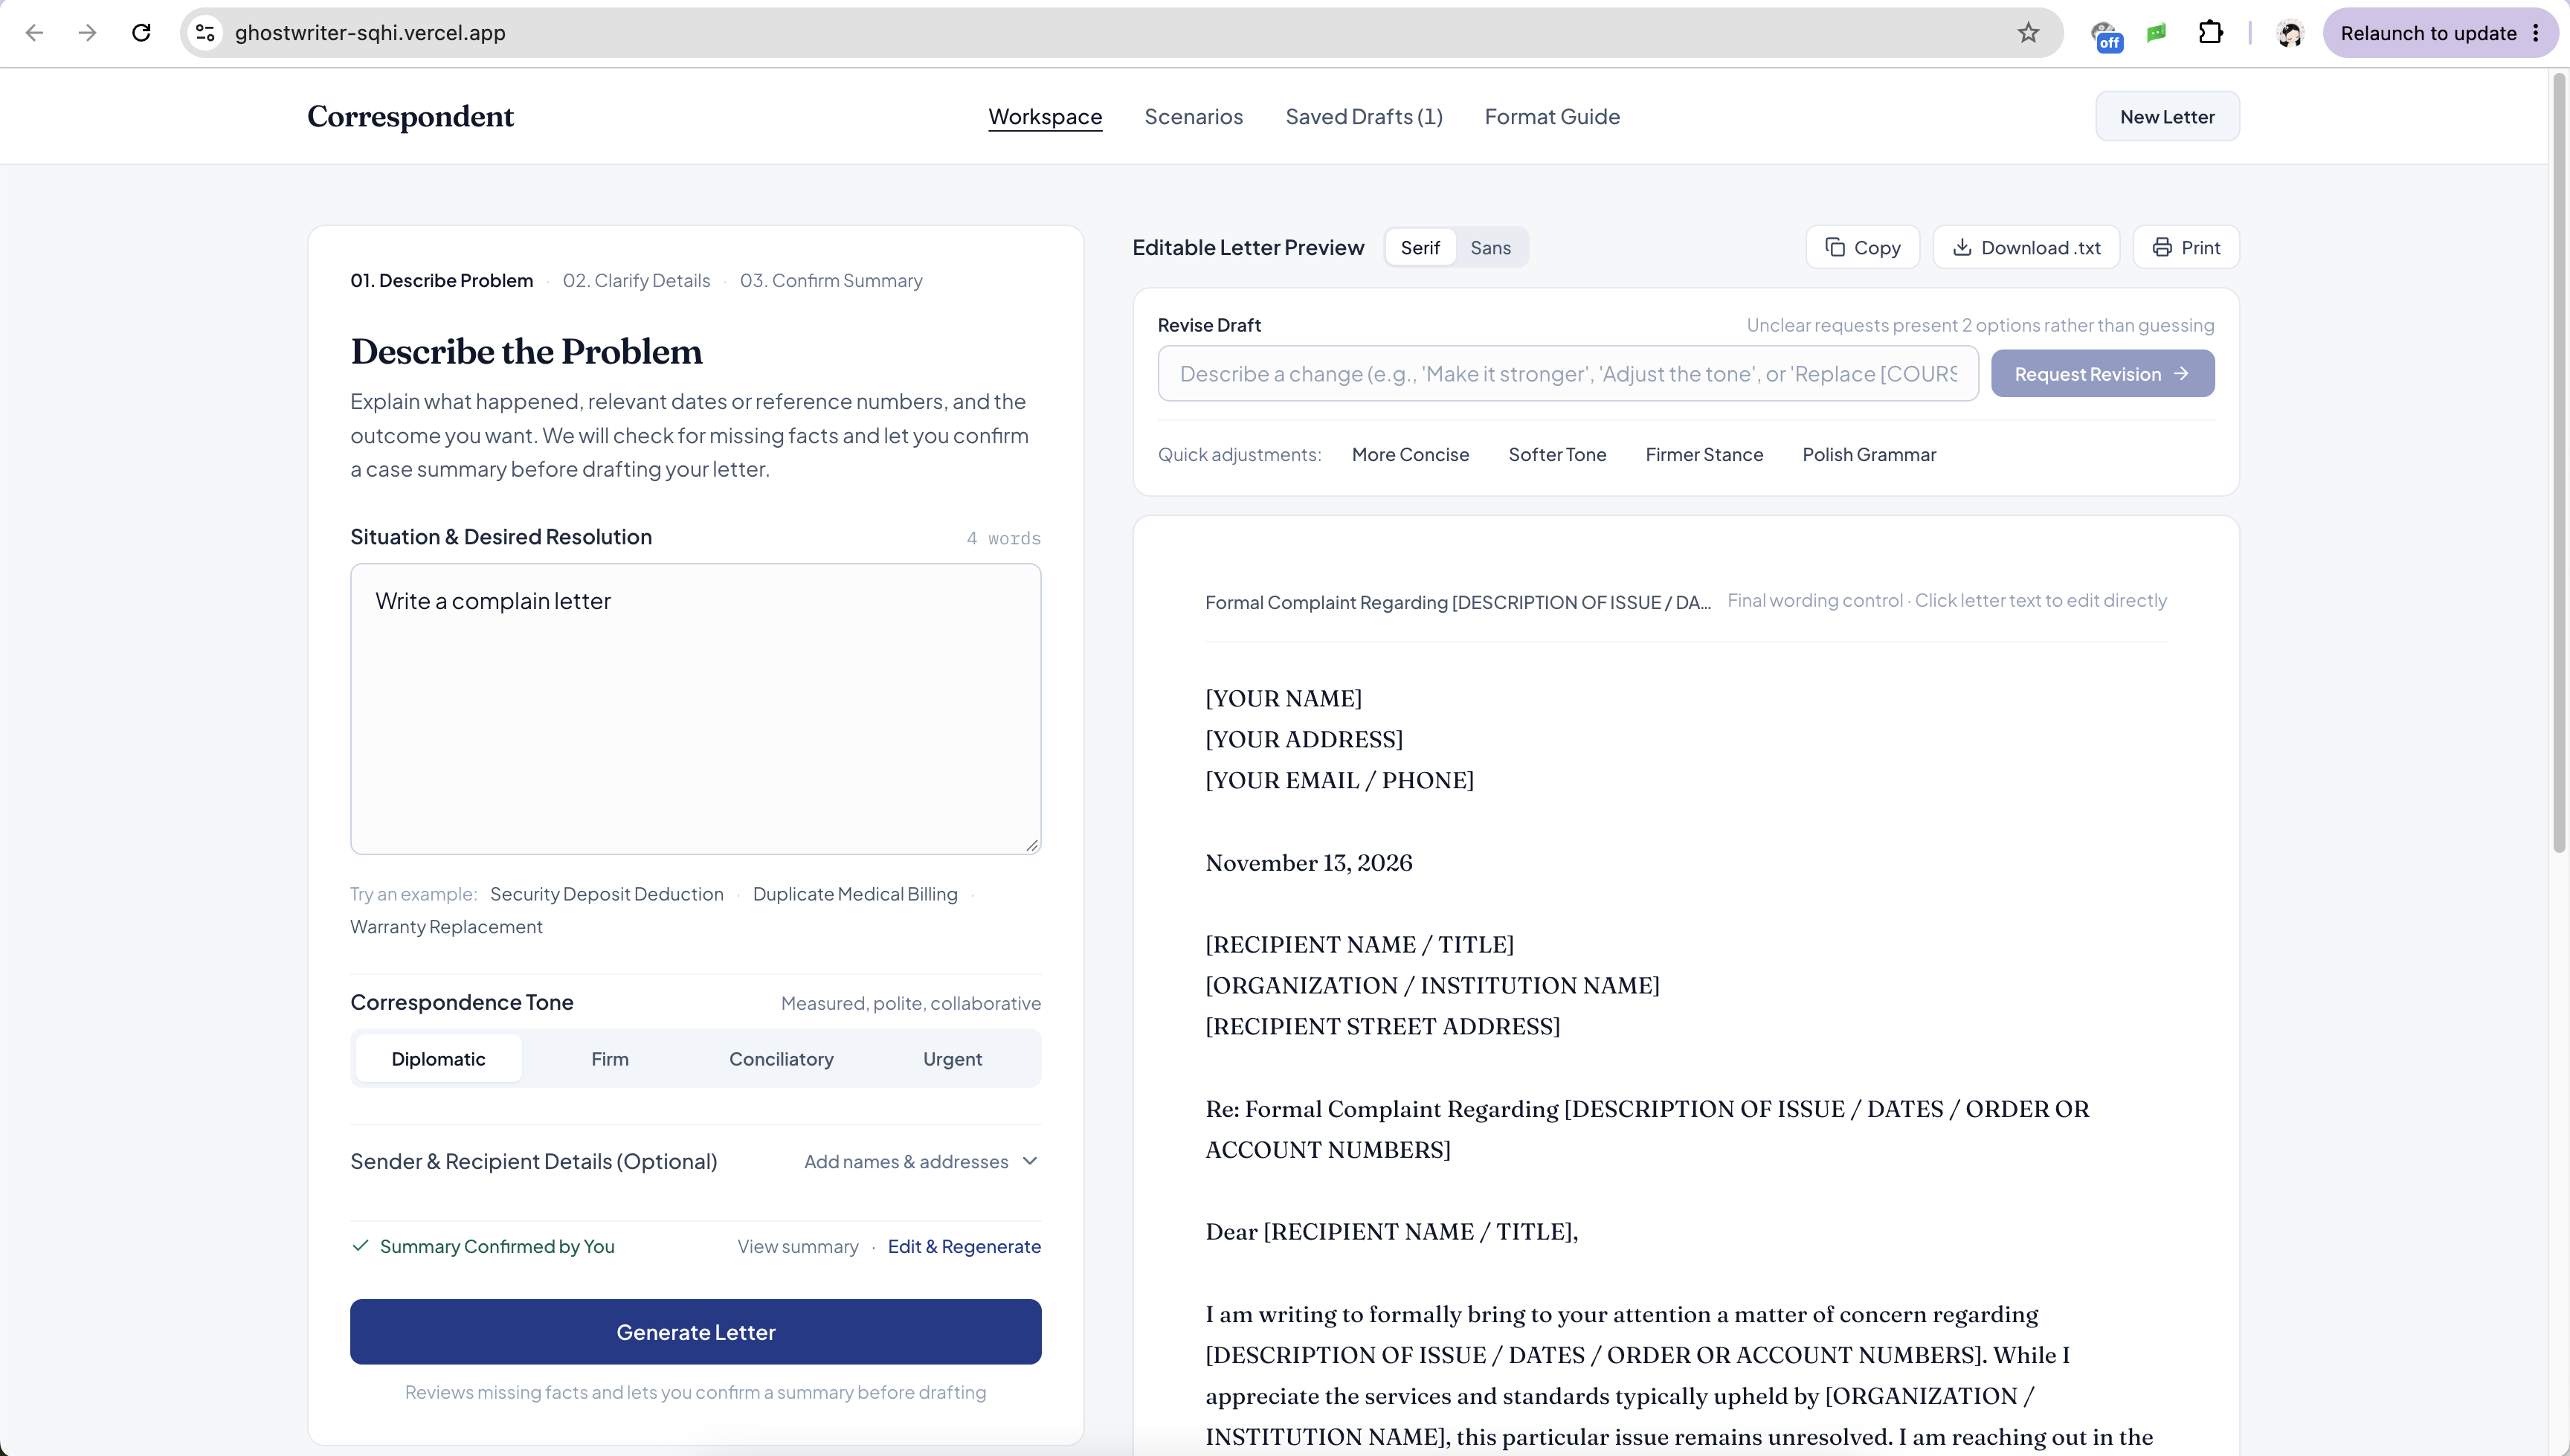 ghostwriter-sqhi.vercel.app
off
Relaunch to update
Correspondent
Workspace
Scenarios
Saved Drafts (1)
Format Guide
New Letter
01. Describe Problem · 02. Clarify Details · 03. Confirm Summary
Describe the Problem
Explain what happened, relevant dates or reference numbers, and the
outcome you want. We will check for missing facts and let you confirm
a case summary before drafting your letter.
Situation & Desired Resolution
4 words
Write a complain letter
Try an example: Security Deposit Deduction · Duplicate Medical Billing ·
Warranty Replacement
Correspondence Tone
Measured, polite, collaborative
Diplomatic
Firm
Conciliatory
Urgent
Sender & Recipient Details (Optional)
Add names & addresses
Summary Confirmed by You
View summary · Edit & Regenerate
Generate Letter
Reviews missing facts and lets you confirm a summary before drafting
Editable Letter Preview
Serif
Sans
Copy
Download .txt
Print
Revise Draft
Unclear requests present 2 options rather than guessing
Describe a change (e.g., 'Make it stronger', 'Adjust the tone', or 'Replace [COURS
Request Revision →
Quick adjustments:
More Concise
Softer Tone
Firmer Stance
Polish Grammar
Formal Complaint Regarding [DESCRIPTION OF ISSUE / DA...
Final wording control · Click letter text to edit directly
[YOUR NAME]
[YOUR ADDRESS]
[YOUR EMAIL / PHONE]
November 13, 2026
[RECIPIENT NAME / TITLE]
[ORGANIZATION / INSTITUTION NAME]
[RECIPIENT STREET ADDRESS]
Re: Formal Complaint Regarding [DESCRIPTION OF ISSUE / DATES / ORDER OR
ACCOUNT NUMBERS]
Dear [RECIPIENT NAME / TITLE],
I am writing to formally bring to your attention a matter of concern regarding
[DESCRIPTION OF ISSUE / DATES / ORDER OR ACCOUNT NUMBERS]. While I
appreciate the services and standards typically upheld by [ORGANIZATION /
INSTITUTION NAME], this particular issue remains unresolved. I am reaching out in the